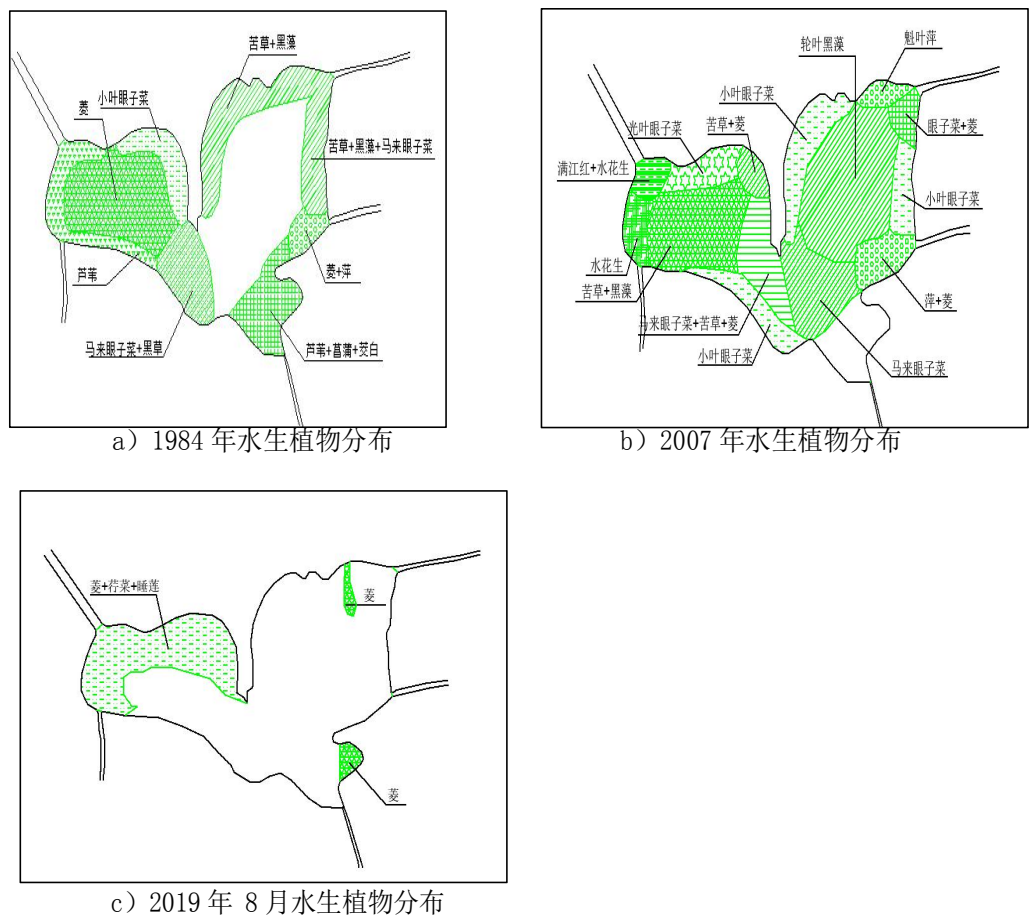 苦草+黑藻
小叶眼子菜
菱
苦草+黑藻+马来眼子菜
芦苇
菱+萍
马来眼子菜+黑草
芦苇+菖蒲+茭白
a）1984 年水生植物分布
轮叶黑藻
魁叶萍
小叶眼子菜
光叶眼子菜
苦草+菱
眼子菜+菱
满江红+水花生
小叶眼子菜
水花生
苦草+黑藻
萍+菱
马来眼子菜+苦草+菱
小叶眼子菜
马来眼子菜
b）2007 年水生植物分布
菱+荇菜+睡莲
菱
菱
c）2019 年 8 月水生植物分布